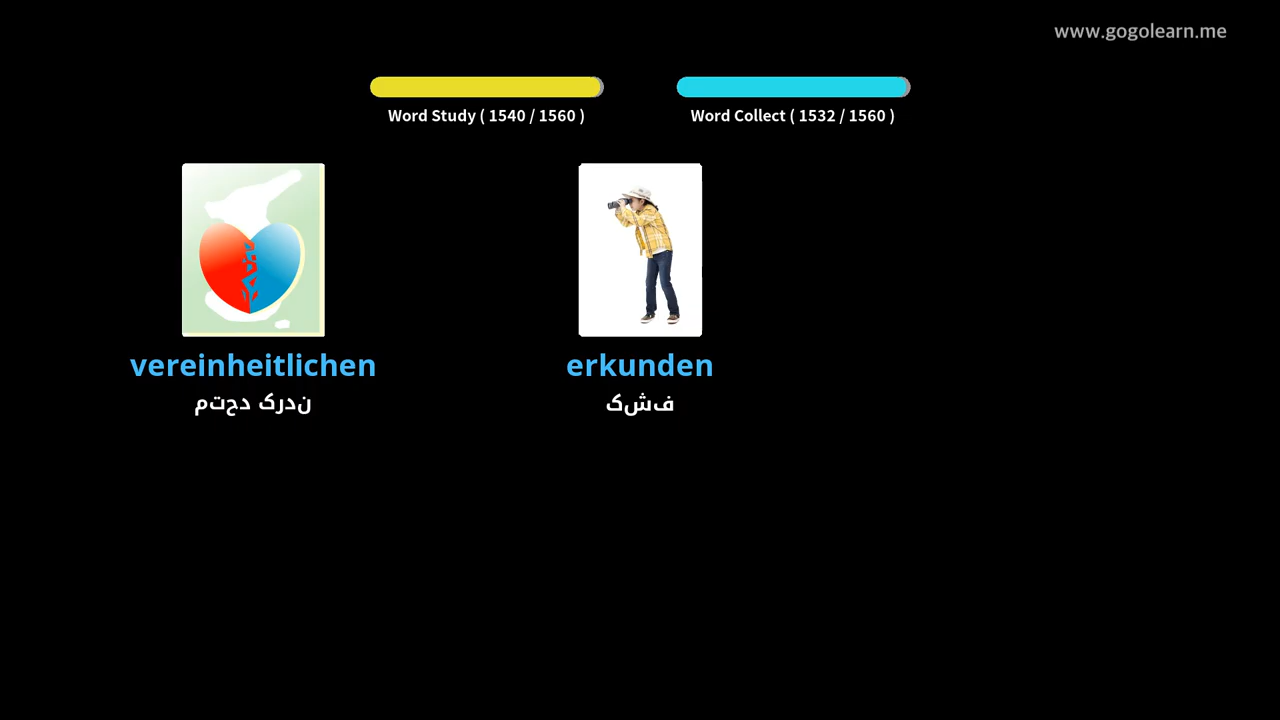 www.gogolearn.me
Word Study ( 1540 / 1560 )
Word Collect ( 1532 / 1560 )
vereinheitlichen
ندرک دحتم
erkunden
فشک